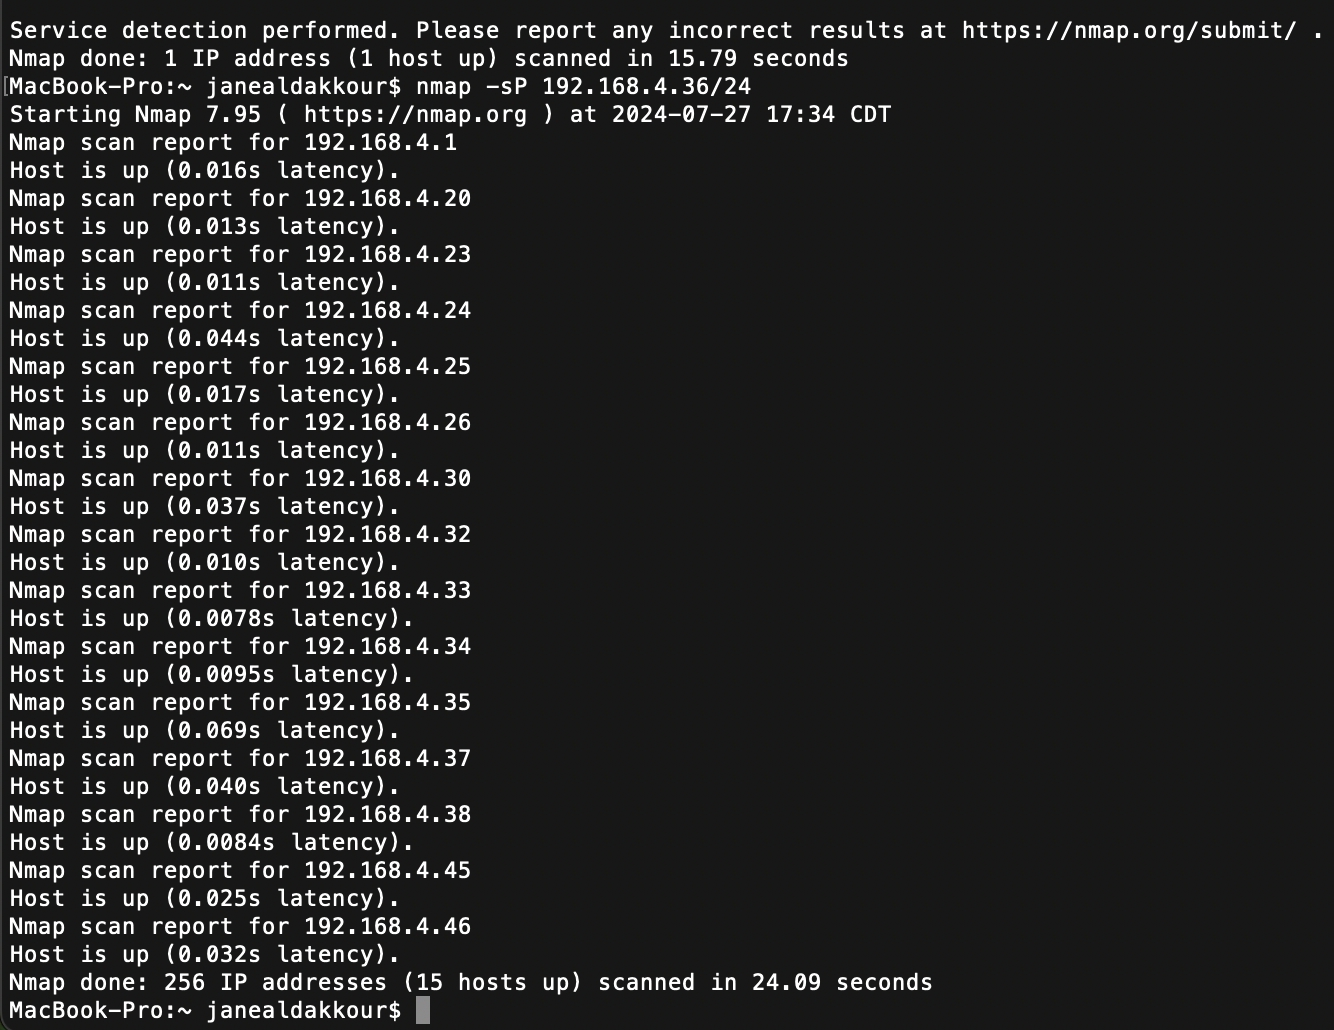 Service detection performed. Please report any incorrect results at https://nmap.org/submit/ .
Nmap done: 1 IP address (1 host up) scanned in 15.79 seconds
[MacBook-Pro:~ janealdakkour$ nmap -sP 192.168.4.36/24
Starting Nmap 7.95 ( https://nmap.org ) at 2024-07-27 17:34 CDT
Nmap scan report for 192.168.4.1
Host is up (0.016s latency).
Nmap scan report for 192.168.4.20
Host is up (0.013s latency).
Nmap scan report for 192.168.4.23
Host is up (0.011s latency).
Nmap scan report for 192.168.4.24
Host is up (0.044s latency).
Nmap scan report for 192.168.4.25
Host is up (0.017s latency).
Nmap scan report for 192.168.4.26
Host is up (0.011s latency).
Nmap scan report for 192.168.4.30
Host is up (0.037s latency).
Nmap scan report for 192.168.4.32
Host is up (0.010s latency).
Nmap scan report for 192.168.4.33
Host is up (0.0078s latency).
Nmap scan report for 192.168.4.34
Host is up (0.0095s latency).
Nmap scan report for 192.168.4.35
Host is up (0.069s latency).
Nmap scan report for 192.168.4.37
Host is up (0.040s latency).
Nmap scan report for 192.168.4.38
Host is up (0.0084s latency).
Nmap scan report for 192.168.4.45
Host is up (0.025s latency).
Nmap scan report for 192.168.4.46
Host is up (0.032s latency).
Nmap done: 256 IP addresses (15 hosts up) scanned in 24.09 seconds
MacBook-Pro:~ janealdakkour$